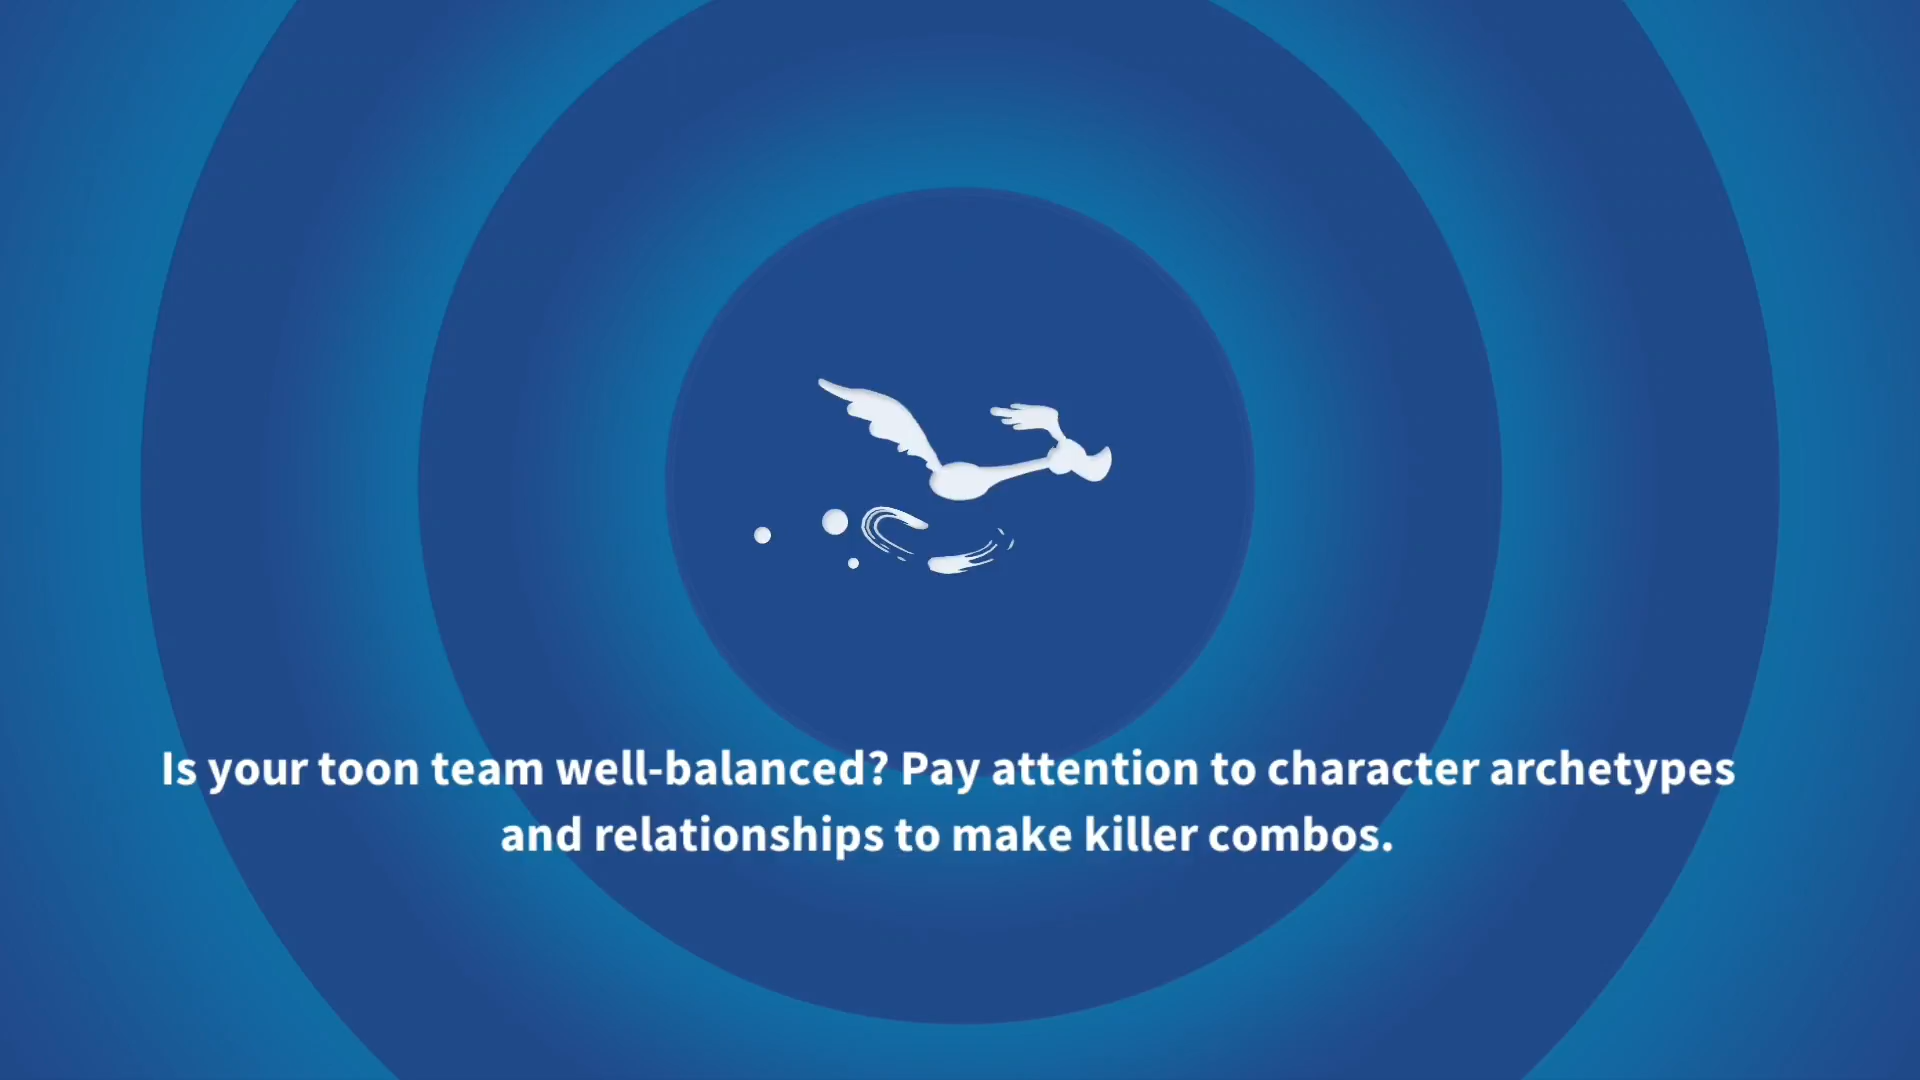 Is your toon team well-balanced? Pay attention to character archetypes
and relationships to make killer combos.